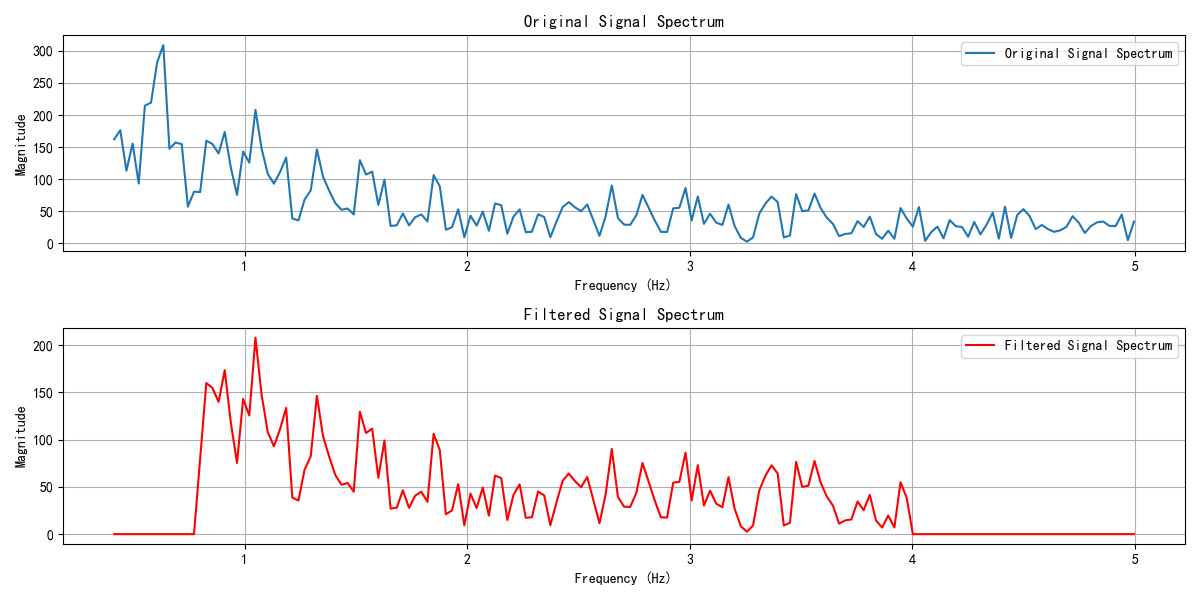 Original Signal Spectrum
Original Signal Spectrum
Magnitude
300
250
200
150
100
50
0
1
2
3
4
5
Frequency (Hz)
Filtered Signal Spectrum
Filtered Signal Spectrum
Magnitude
200
150
100
50
0
1
2
3
4
5
Frequency (Hz)